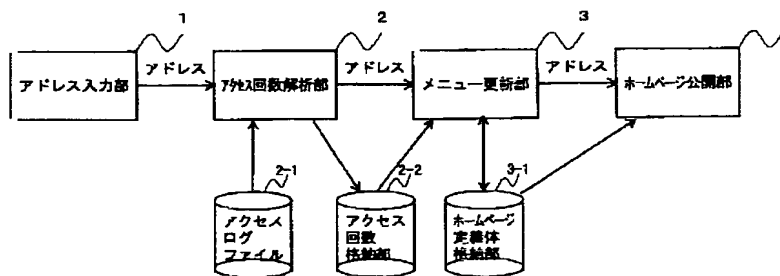 1
2
3
アドレス入力部
アドレス
アクセス回数解析部
アドレス
メニュー更新部
アドレス
ホームページ公開部
2-1
2-2
3-1
アクセス
ログ
ファイル
アクセス
回数
格納部
ホームページ
定義体
格納部